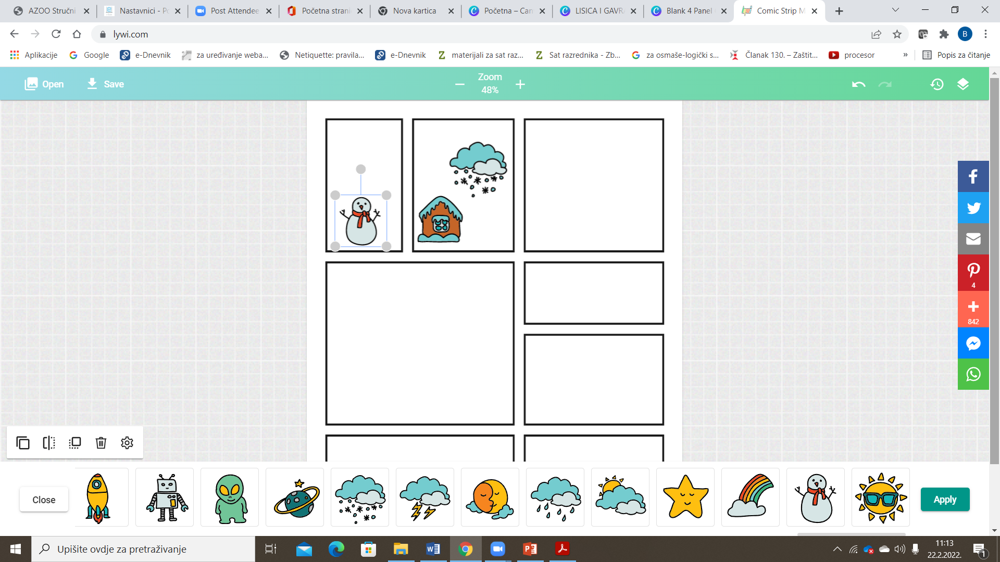 AZOO Stručni
Nastavnici - Po
Post Attendee
Početna strani
Nova kartica
Početna – Can
LISICA I GAVR
Blank 4 Panel
Comic Strip M
lywi.com
B
Aplikacije
Google
e-Dnevnik
za uređivanje weba...
Netiquette: pravila...
e-Dnevnik
materijali za sat raz...
Sat razrednika - Zb...
za osmaše-logički s...
Članak 130. – Zaštit...
procesor
»
Popis za čitanje
Open
Save
Zoom
48%
4
842
Close
Apply
Upišite ovdje za pretraživanje
11:13
22.2.2022.
1